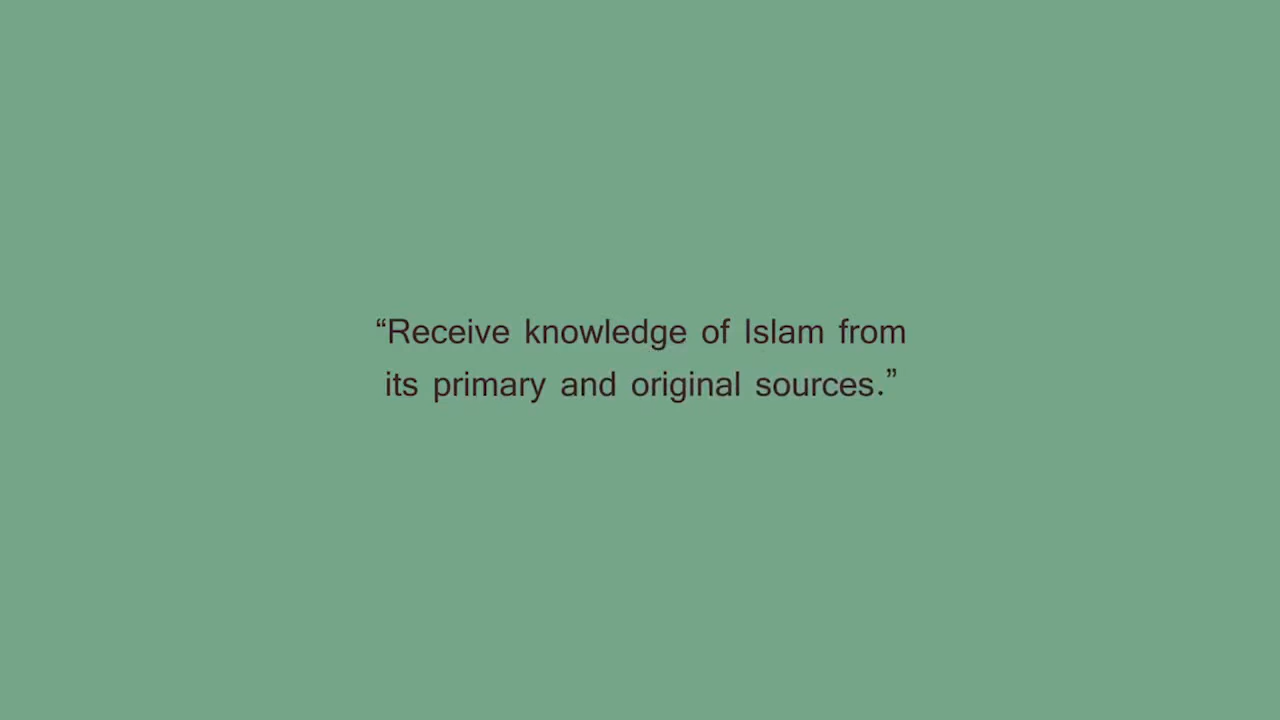 “Receive knowledge of Islam from
its primary and original sources.”